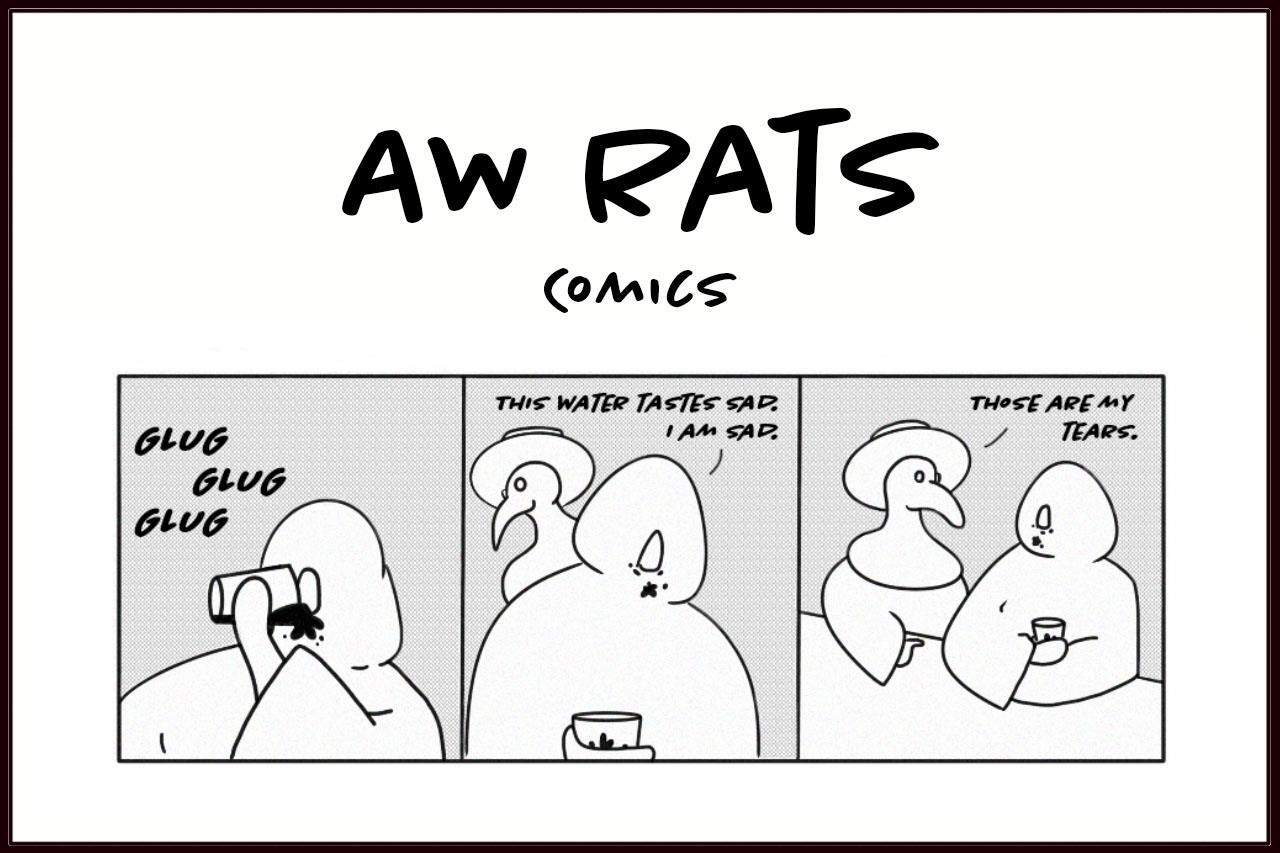 AW RATS
COMICS
GLUG
GLUG
GLUG
THIS WATER TASTES SAD.
I AM SAD.
THOSE ARE MY
TEARS.